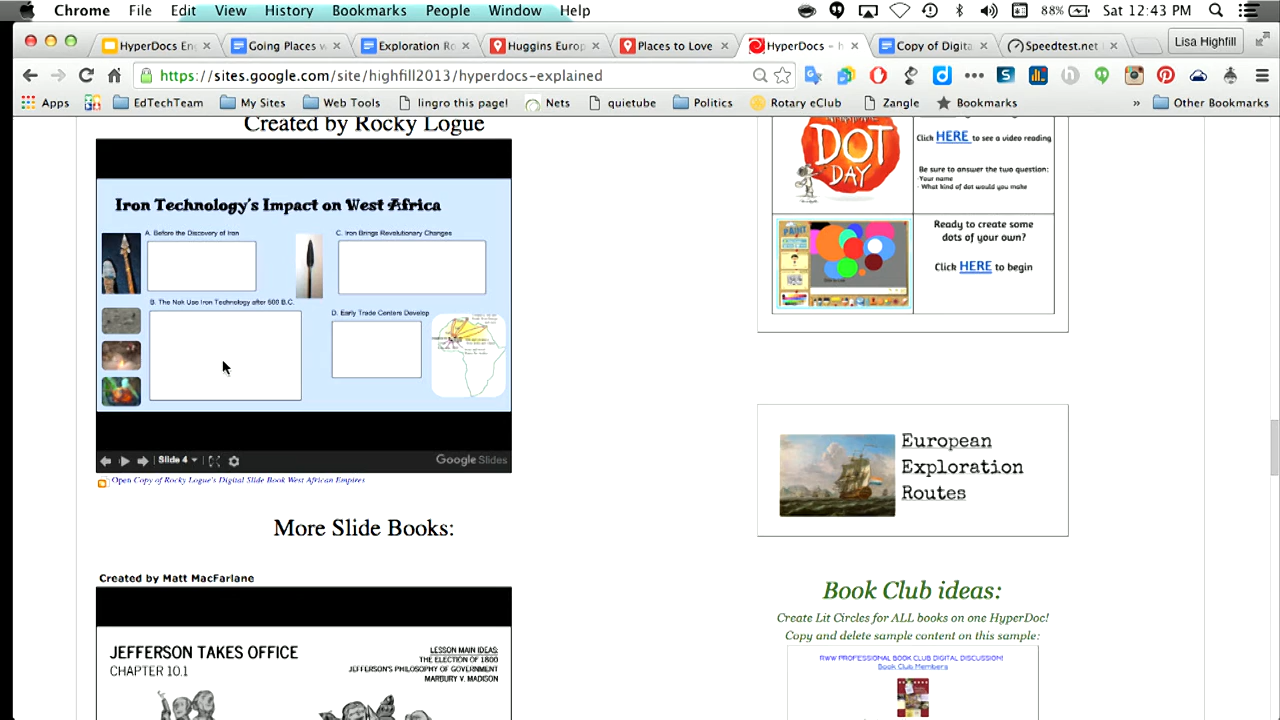 Chrome File Edit View History Bookmarks People Window Help 88% Sat 12:43 PM
HyperDocs E
Going Places v
Exploration Ro
Huggins Europ
Places to Love
HyperDocs – h
Copy of Digita
Speedtest.net
Lisa Highfill
https://sites.google.com/site/highfill2013/hyperdocs-explained
Apps EdTechTeam My Sites Web Tools lingro this page! Nets quietube Politics Rotary eClub Zangle Bookmarks » Other Bookmarks
Created by Rocky Logue
Iron Technology's Impact on West Africa
A. Before the Discovery of Iron
C. Iron Brings Revolutionary Changes
B. The Nok Use Iron Technology after 500 B.C.
D. Early Trade Centers Develop
Slide 4
Google Slides
Open Copy of Rocky Logue's Digital Slide Book West African Empires
More Slide Books:
Created by Matt MacFarlane
JEFFERSON TAKES OFFICE
CHAPTER 10.1
LESSON MAIN IDEAS:
THE ELECTION OF 1800
JEFFERSON'S PHILOSOPHY OF GOVERNMENT
MARBURY V. MADISON
DOT
DAY
Click HERE to see a video reading
Be sure to answer the two question:
-Your name
- What kind of dot would you make
PAINT
Ready to create some
dots of your own?
Click HERE to begin
European
Exploration
Routes
Book Club ideas:
Create Lit Circles for ALL books on one HyperDoc!
Copy and delete sample content on this sample:
RWW PROFESSIONAL BOOK CLUB DIGITAL DISCUSSION!
Book Club Members